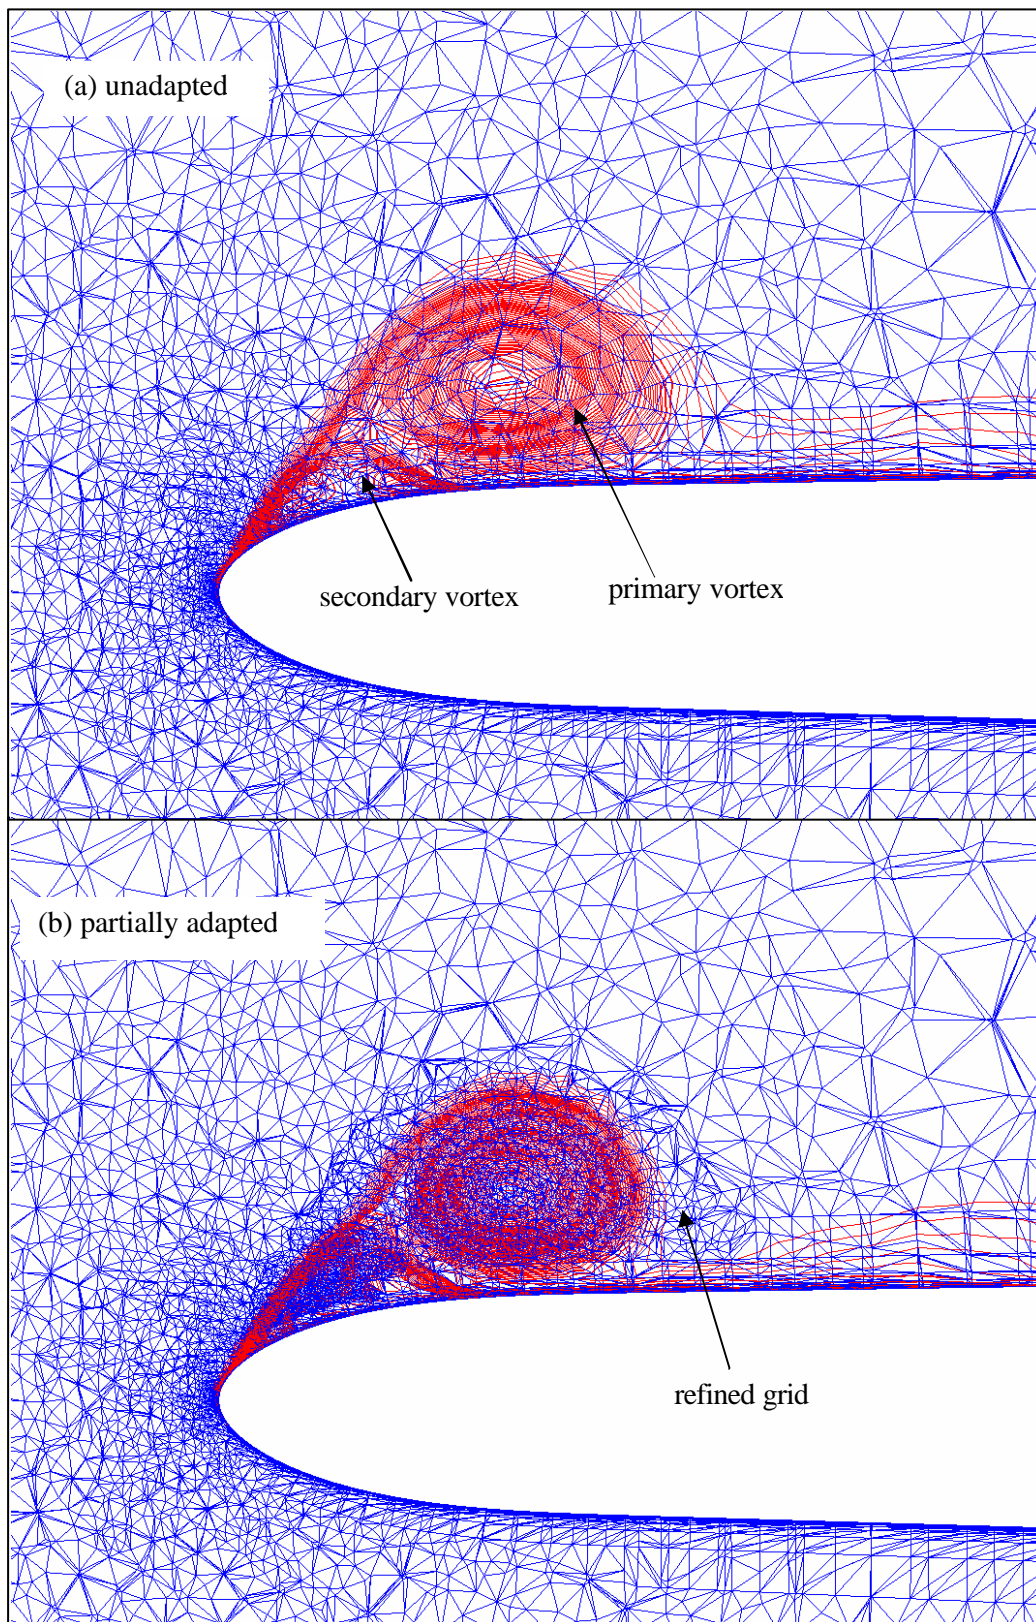 (a) unadapted
secondary vortex
primary vortex
(b) partially adapted
refined grid